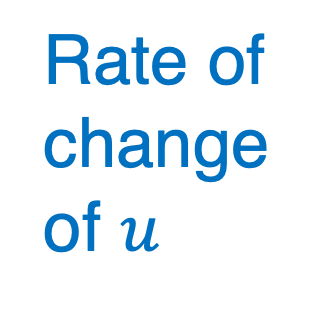 Rate of
change
of 𝑢